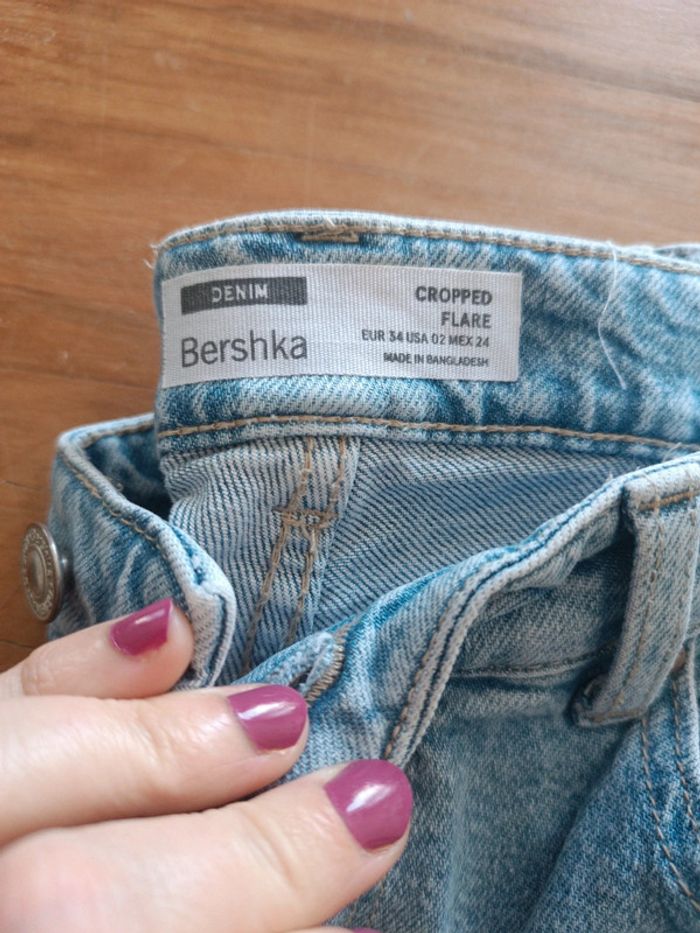 DENIM
Bershka
CROPPED
FLARE
EUR 34 USA 02 MEX 24
MADE IN BANGLADESH